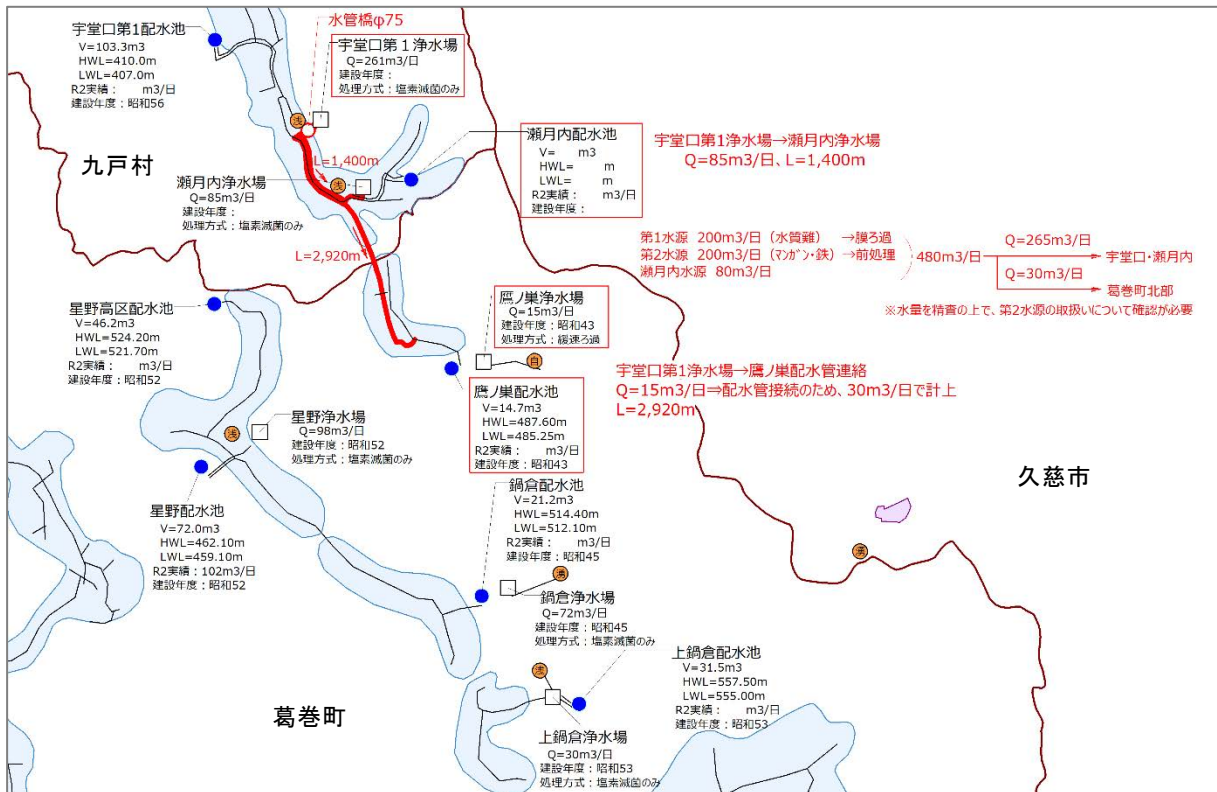 水管橋φ75
宇堂口第1配水池
V=103.3m3
HWL=410.0m
LWL=407.0m
R2実績： m3/日
建設年度：昭和56
宇堂口第１浄水場
Q=261m3/日
建設年度：
処理方式：塩素滅菌のみ
浅
九戸村
L=1,400m
瀬月内浄水場
Q=85m3/日
建設年度：
処理方式：塩素滅菌のみ
浅
瀬月内配水池
V= m3
HWL= m
LWL= m
R2実績： m3/日
建設年度：
宇堂口第1浄水場→瀬月内浄水場
Q=85m3/日、L=1,400m
第1水源 200m3/日（水質難） →膜ろ過
第2水源 200m3/日（マンガン・鉄）→前処理
瀬月内水源 80m3/日
480m3/日
Q=265m3/日
宇堂口・瀬月内
Q=30m3/日
葛巻町北部
※水量を精査の上で、第2水源の取扱いについて確認が必要
L=2,920m
星野高区配水池
V=46.2m3
HWL=524.20m
LWL=521.70m
R2実績： m3/日
建設年度：昭和52
鷹ノ巣浄水場
Q=15m3/日
建設年度：昭和43
処理方式：緩速ろ過
自
鷹ノ巣配水池
V=14.7m3
HWL=487.60m
LWL=485.25m
R2実績： m3/日
建設年度：昭和43
宇堂口第1浄水場→鷹ノ巣配水管連絡
Q=15m3/日⇒配水管接続のため、30m3/日で計上
L=2,920m
星野浄水場
Q=98m3/日
建設年度：昭和52
処理方式：塩素滅菌のみ
浅
星野配水池
V=72.0m3
HWL=462.10m
LWL=459.10m
R2実績：102m3/日
建設年度：昭和52
鍋倉配水池
V=21.2m3
HWL=514.40m
LWL=512.10m
R2実績： m3/日
建設年度：昭和45
久慈市
湧
湧
鍋倉浄水場
Q=72m3/日
建設年度：昭和45
処理方式：塩素滅菌のみ
浅
上鍋倉配水池
V=31.5m3
HWL=557.50m
LWL=555.00m
R2実績： m3/日
建設年度：昭和53
葛巻町
上鍋倉浄水場
Q=30m3/日
建設年度：昭和53
処理方式：塩素滅菌のみ